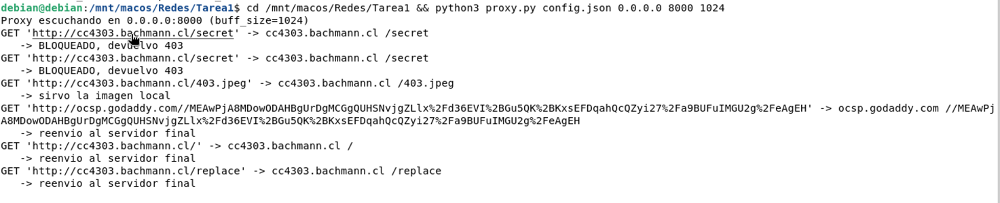 debian@debian:/mnt/macos/Redes/Tarea1$ cd /mnt/macos/Redes/Tarea1 && python3 proxy.py config.json 0.0.0.0 8000 1024
Proxy escuchando en 0.0.0.0:8000 (buff_size=1024)
GET 'http://cc4303.bachmann.cl/secret' -> cc4303.bachmann.cl /secret
   -> BLOQUEADO, devuelvo 403
GET 'http://cc4303.bachmann.cl/secret' -> cc4303.bachmann.cl /secret
   -> BLOQUEADO, devuelvo 403
GET 'http://cc4303.bachmann.cl/403.jpeg' -> cc4303.bachmann.cl /403.jpeg
   -> sirvo la imagen local
GET 'http://ocsp.godaddy.com//MEAwPjA8MDowODAHBgUrDgMCGgQUHSNvjgZLlx%2Fd36EVI%2BGu5QK%2BKxsEFDqahQcQZyi27%2Fa9BUFuIMGU2g%2FeAgEH' -> ocsp.godaddy.com //MEAwPj
A8MDowODAHBgUrDgMCGgQUHSNvjgZLlx%2Fd36EVI%2BGu5QK%2BKxsEFDqahQcQZyi27%2Fa9BUFuIMGU2g%2FeAgEH
   -> reenvio al servidor final
GET 'http://cc4303.bachmann.cl/' -> cc4303.bachmann.cl /
   -> reenvio al servidor final
GET 'http://cc4303.bachmann.cl/replace' -> cc4303.bachmann.cl /replace
   -> reenvio al servidor final